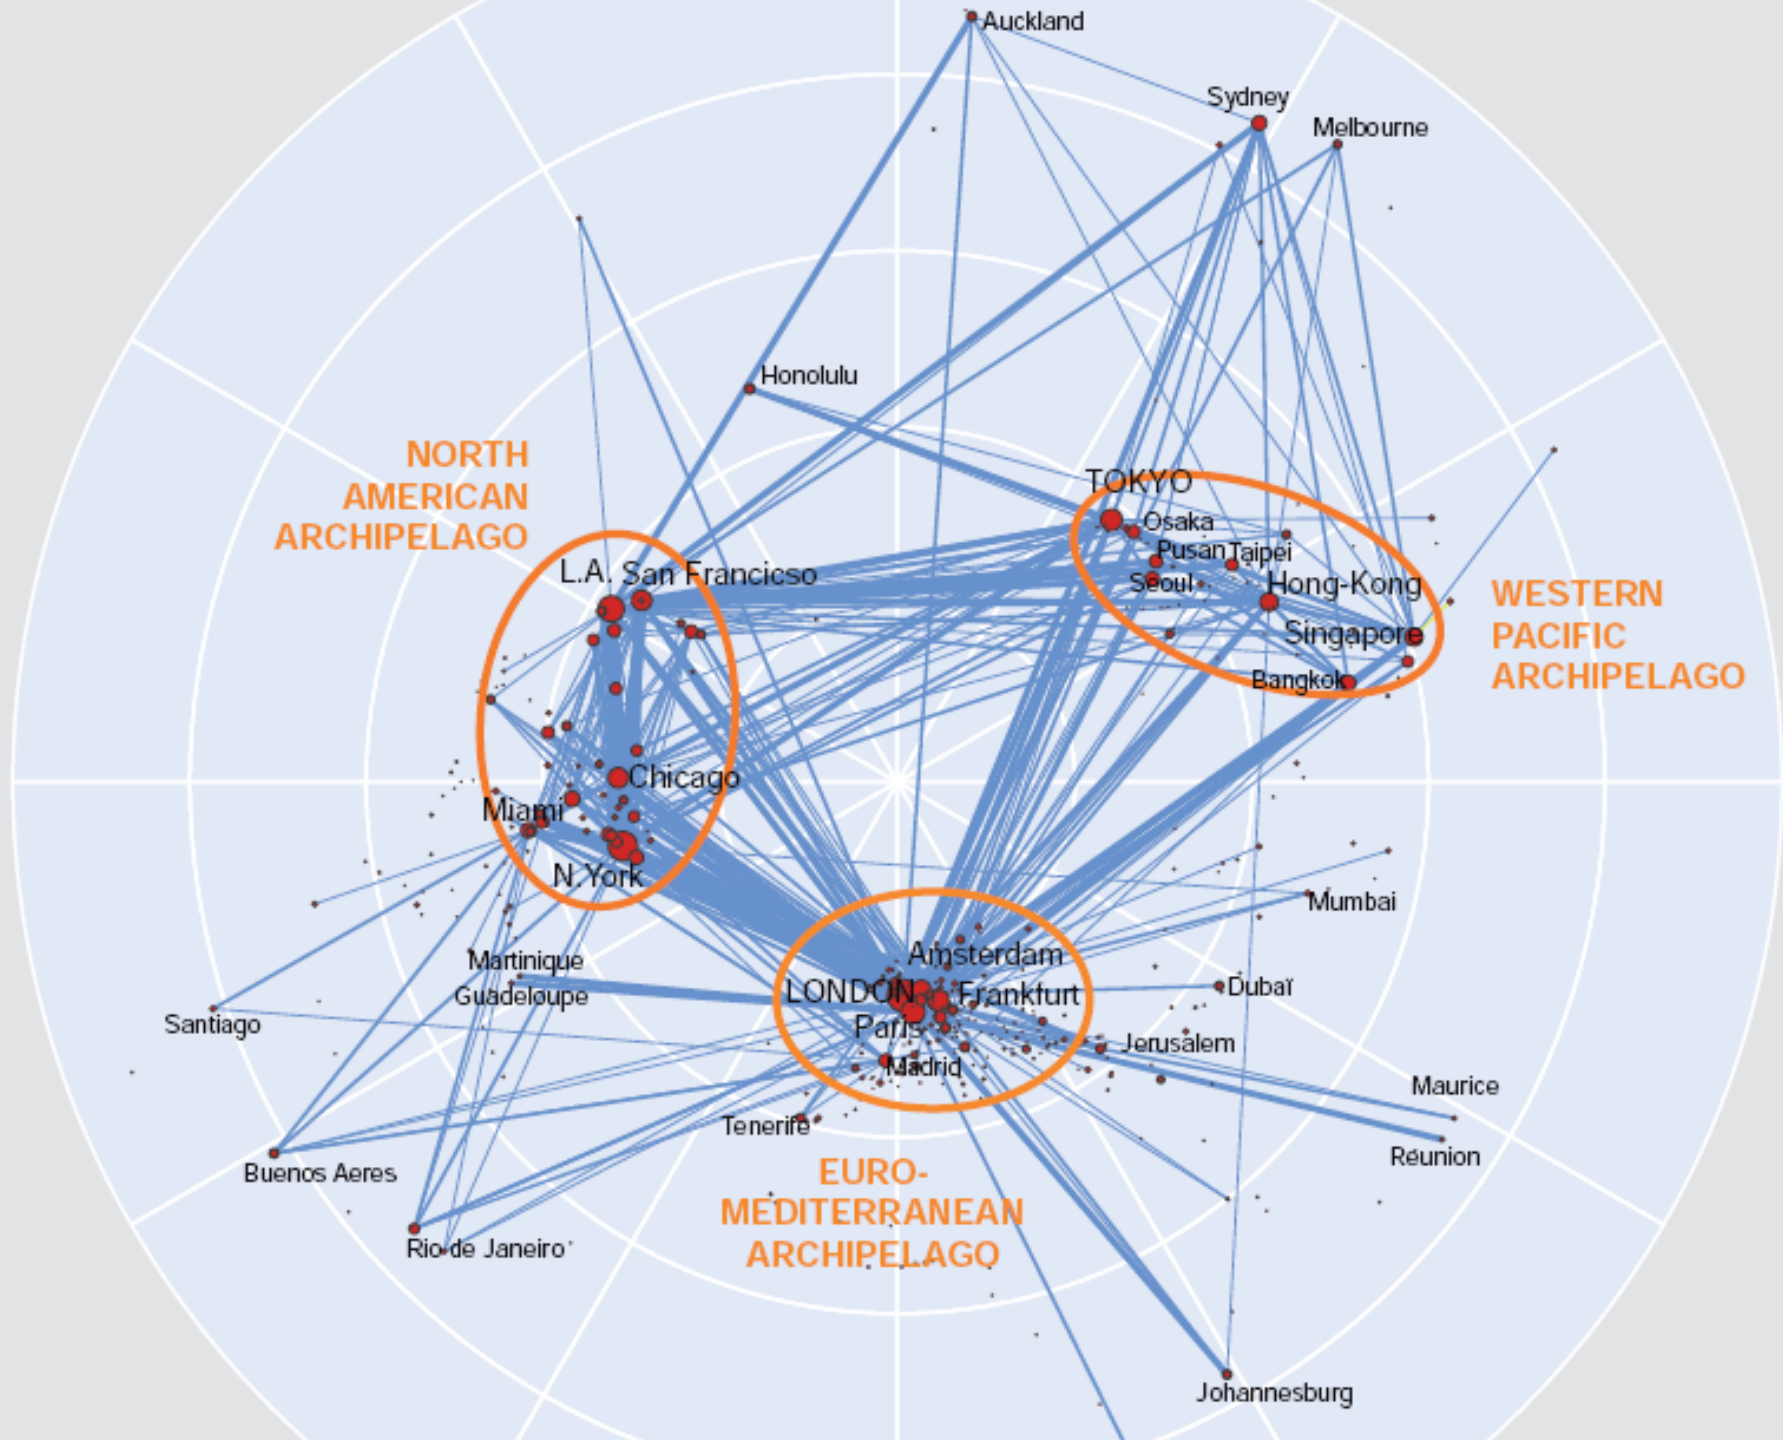 Auckland
Sydney
Melbourne
Honolulu
NORTH
AMERICAN
ARCHIPELAGO
TOKYO
Osaka
Pusan
Taipei
Seoul
Hong-Kong
Singapore
Bangkok
WESTERN
PACIFIC
ARCHIPELAGO
L.A.
San Francicso
Chicago
Miami
N.York
Mumbai
Amsterdam
LONDON
Frankfurt
Paris
Madrid
Dubaï
Jerusalem
Martinique
Guadeloupe
Santiago
Maurice
Réunion
Tenerife
Buenos Aeres
EURO-
MEDITERRANEAN
ARCHIPELAGO
Rio de Janeiro
Johannesburg